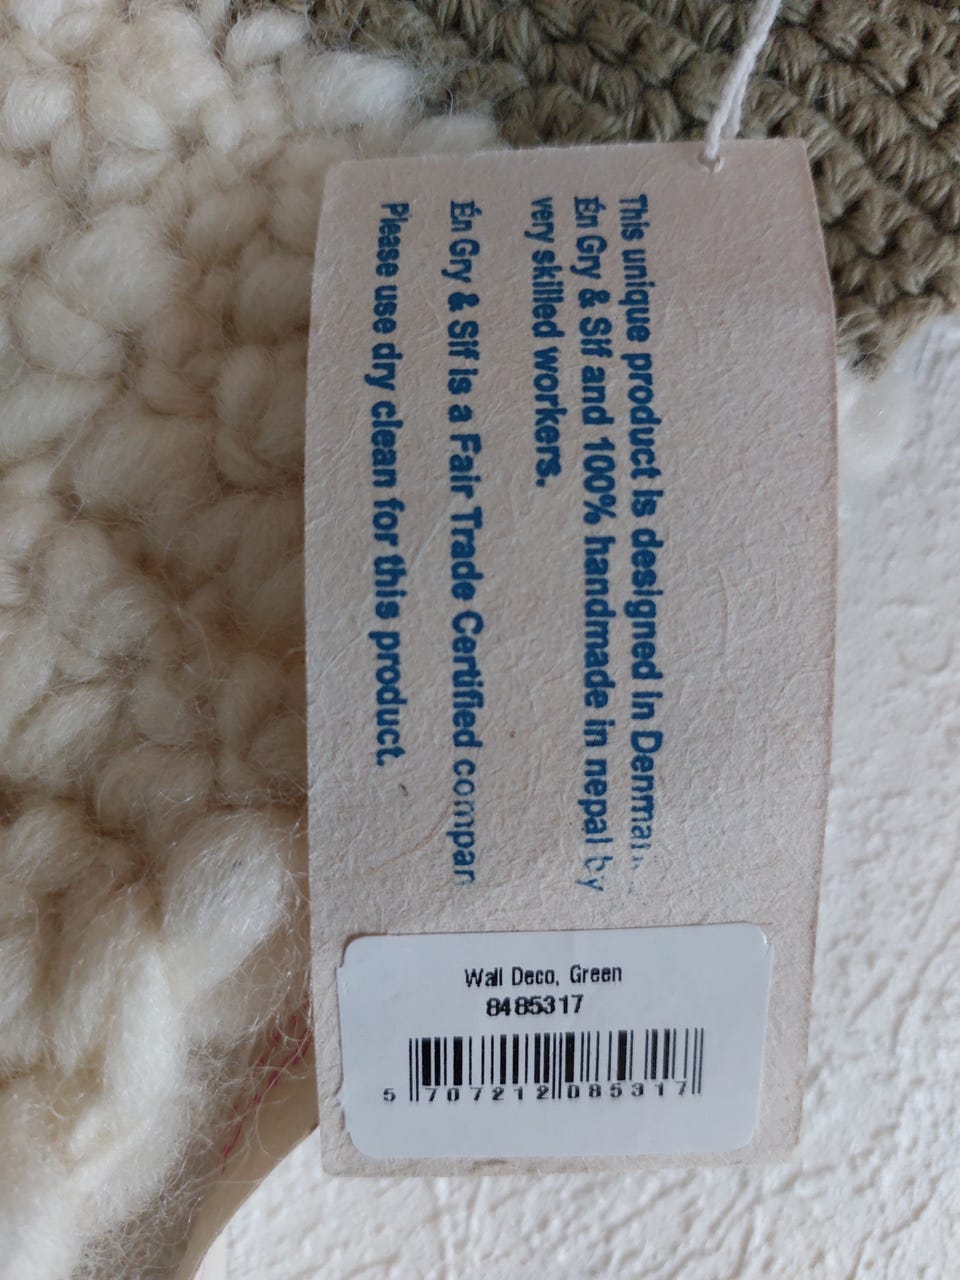 This unique product is designed in Denmark
Én Gry & Sif and 100% handmade in nepal by
very skilled workers.
Én Gry & Sif is a Fair Trade Certified compan
Please use dry clean for this product.
Wall Deco, Green
8485317
5 707212 085317